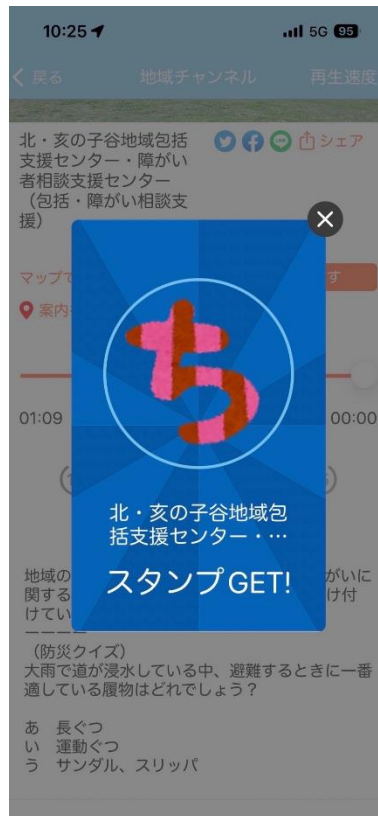 10:25
5G 95
戻る 地域チャンネル 再生速度
北・亥の子谷地域包括
支援センター・障がい
者相談支援センター
(包括・障がい相談支
援)
シェア
マップで
す
案内
01:09 00:00
ち
北・亥の子谷地域包
括支援センター・…
スタンプGET!
地域の がいに
関する け付
けてい
ーーーー
(防災クイズ)
大雨で道が浸水している中、避難するときに一番
適している履物はどれでしょう?
あ 長ぐつ
い 運動ぐつ
う サンダル、スリッパ